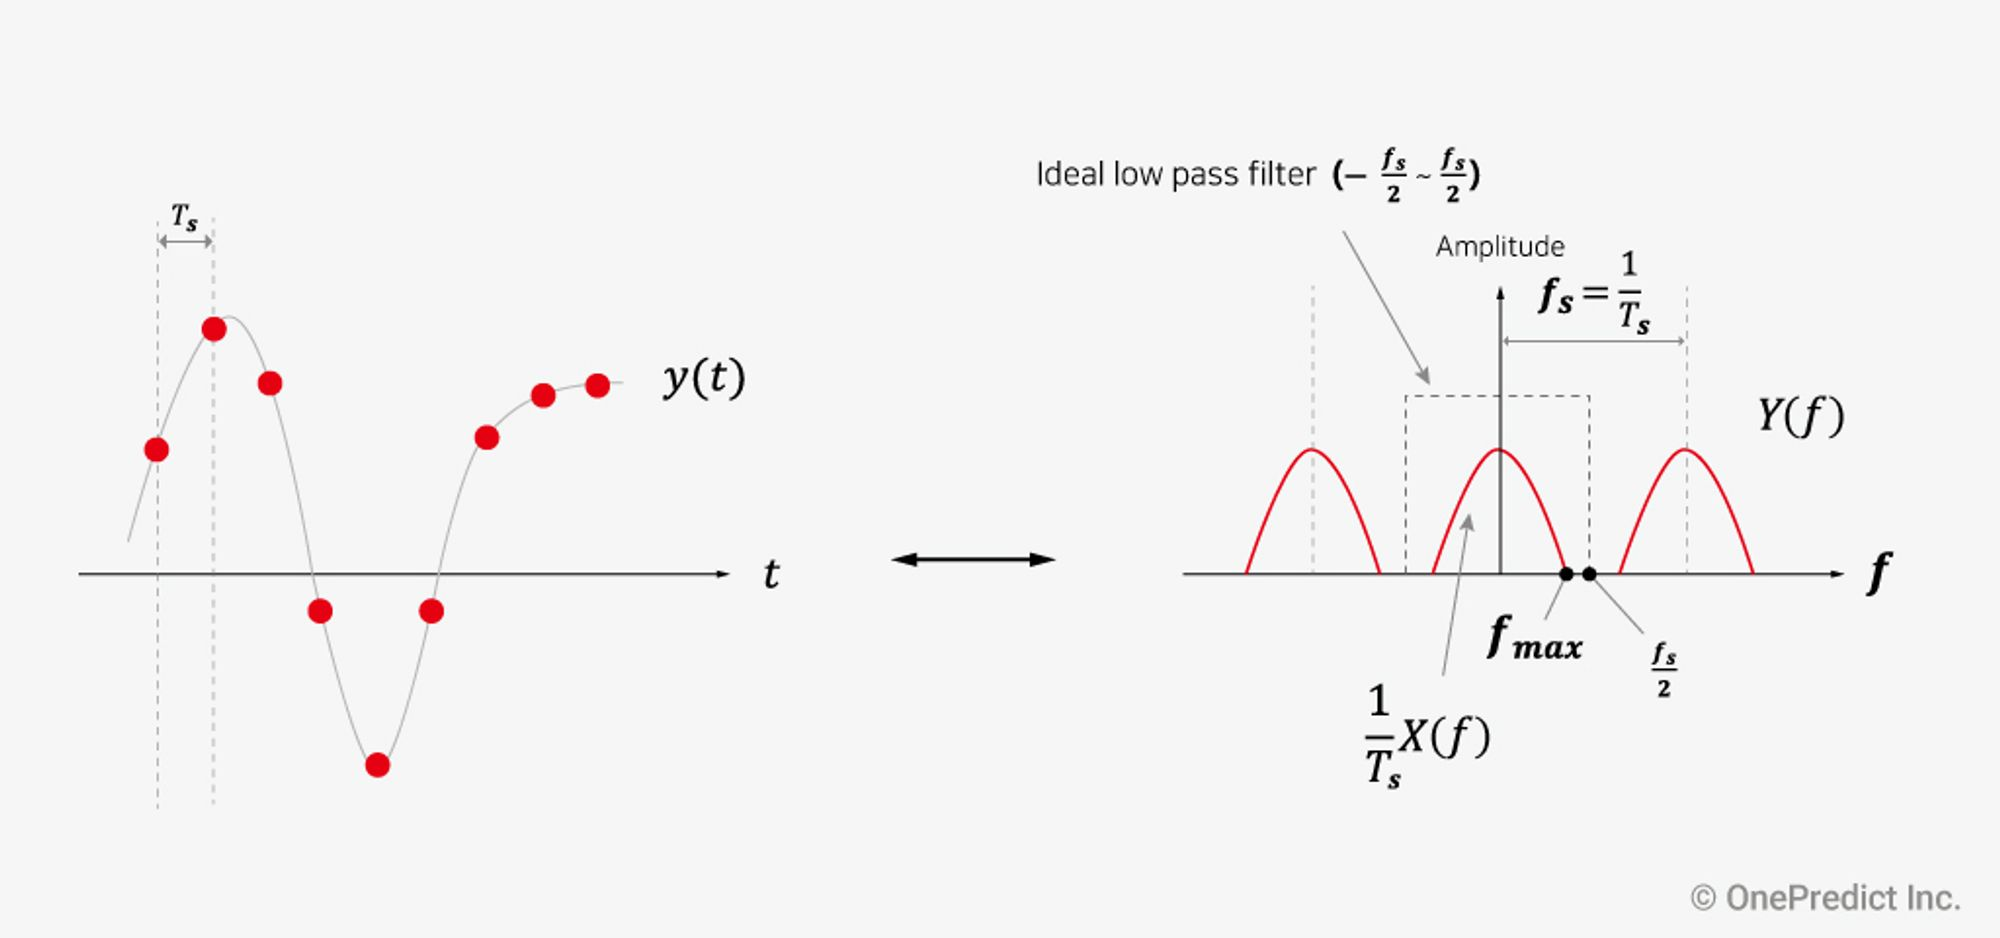 Ideal low pass filter (− fs/2 ~ fs/2)
Ts
Amplitude
fs = 1/Ts
y(t)
Y(f)
t
f
fmax
fs/2
1/Ts X(f)
© OnePredict Inc.